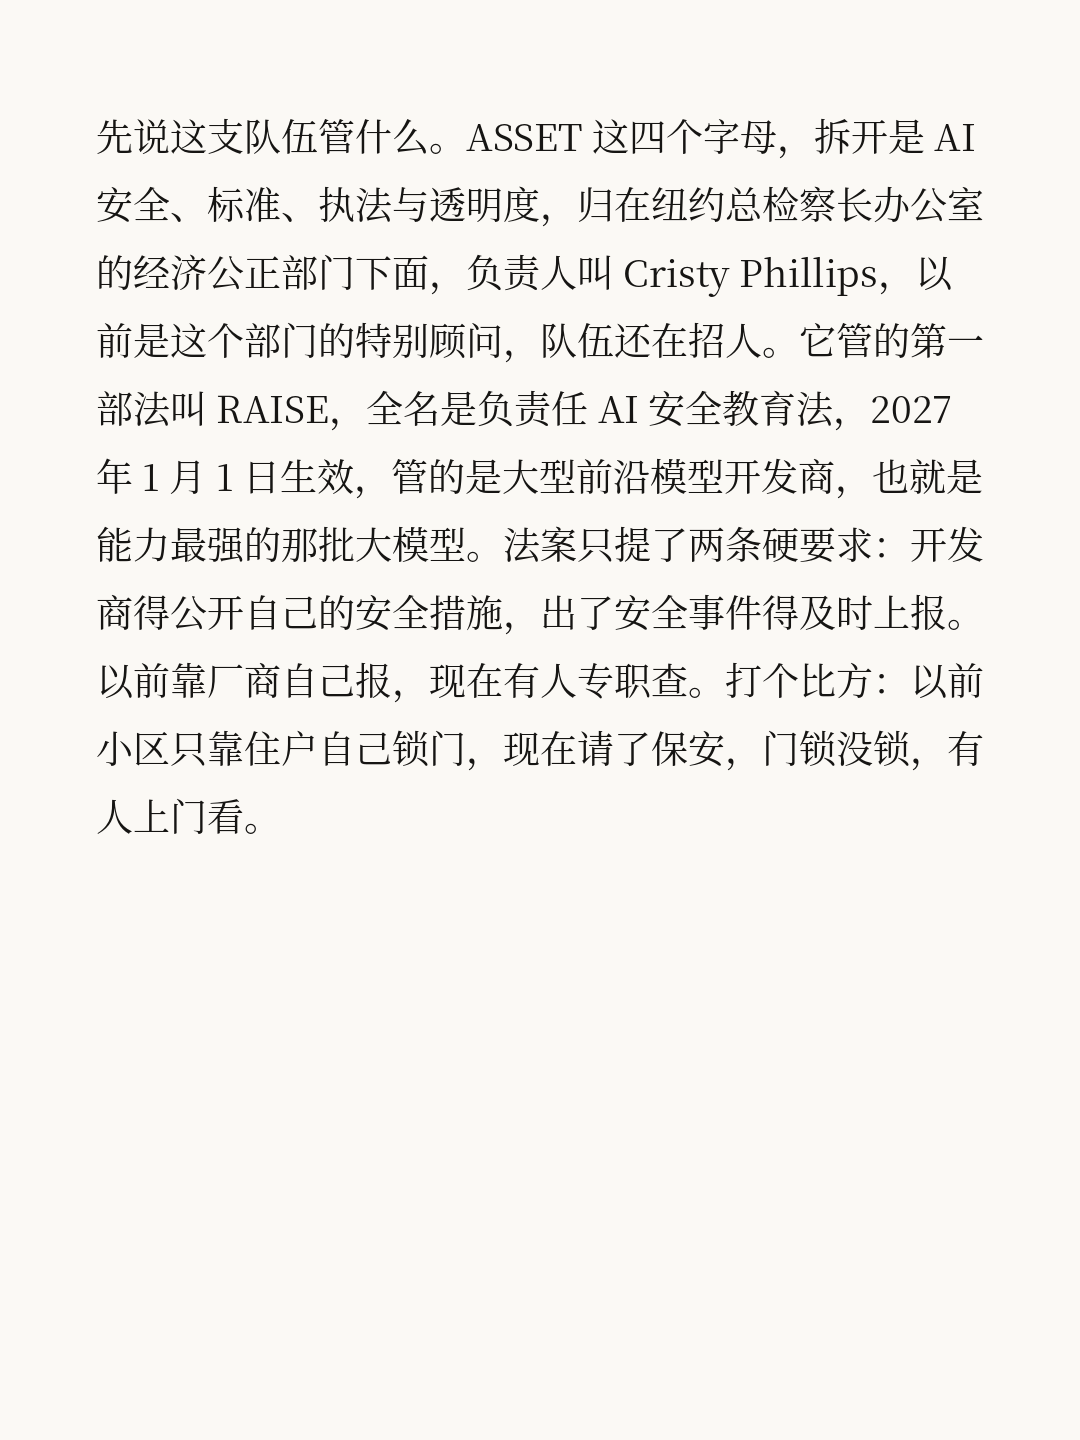 先说这支队伍管什么。ASSET 这四个字母，拆开是 AI
安全、标准、执法与透明度，归在纽约总检察长办公室
的经济公正部门下面，负责人叫 Cristy Phillips，以
前是这个部门的特别顾问，队伍还在招人。它管的第一
部法叫 RAISE，全名是负责任 AI 安全教育法，2027
年 1 月 1 日生效，管的是大型前沿模型开发商，也就是
能力最强的那批大模型。法案只提了两条硬要求：开发
商得公开自己的安全措施，出了安全事件得及时上报。
以前靠厂商自己报，现在有人专职查。打个比方：以前
小区只靠住户自己锁门，现在请了保安，门锁没锁，有
人上门看。